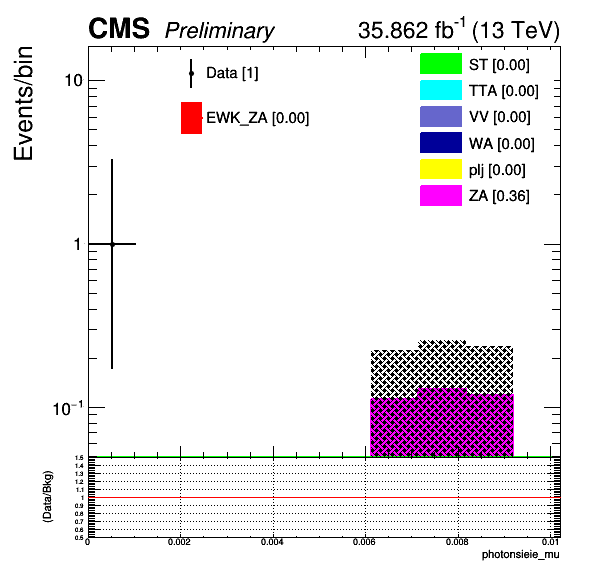 CMS Preliminary 35.862 fb⁻¹ (13 TeV)
Events/bin
10
1
10⁻¹
Data [1]
EWK_ZA [0.00]
ST [0.00]
TTA [0.00]
VV [0.00]
WA [0.00]
plj [0.00]
ZA [0.36]
(Data/Bkg)
1.5
1.4
1.3
1.2
1.1
1
0.9
0.8
0.7
0.6
0.5
0 0.002 0.004 0.006 0.008 0.01
photonsieie_mu